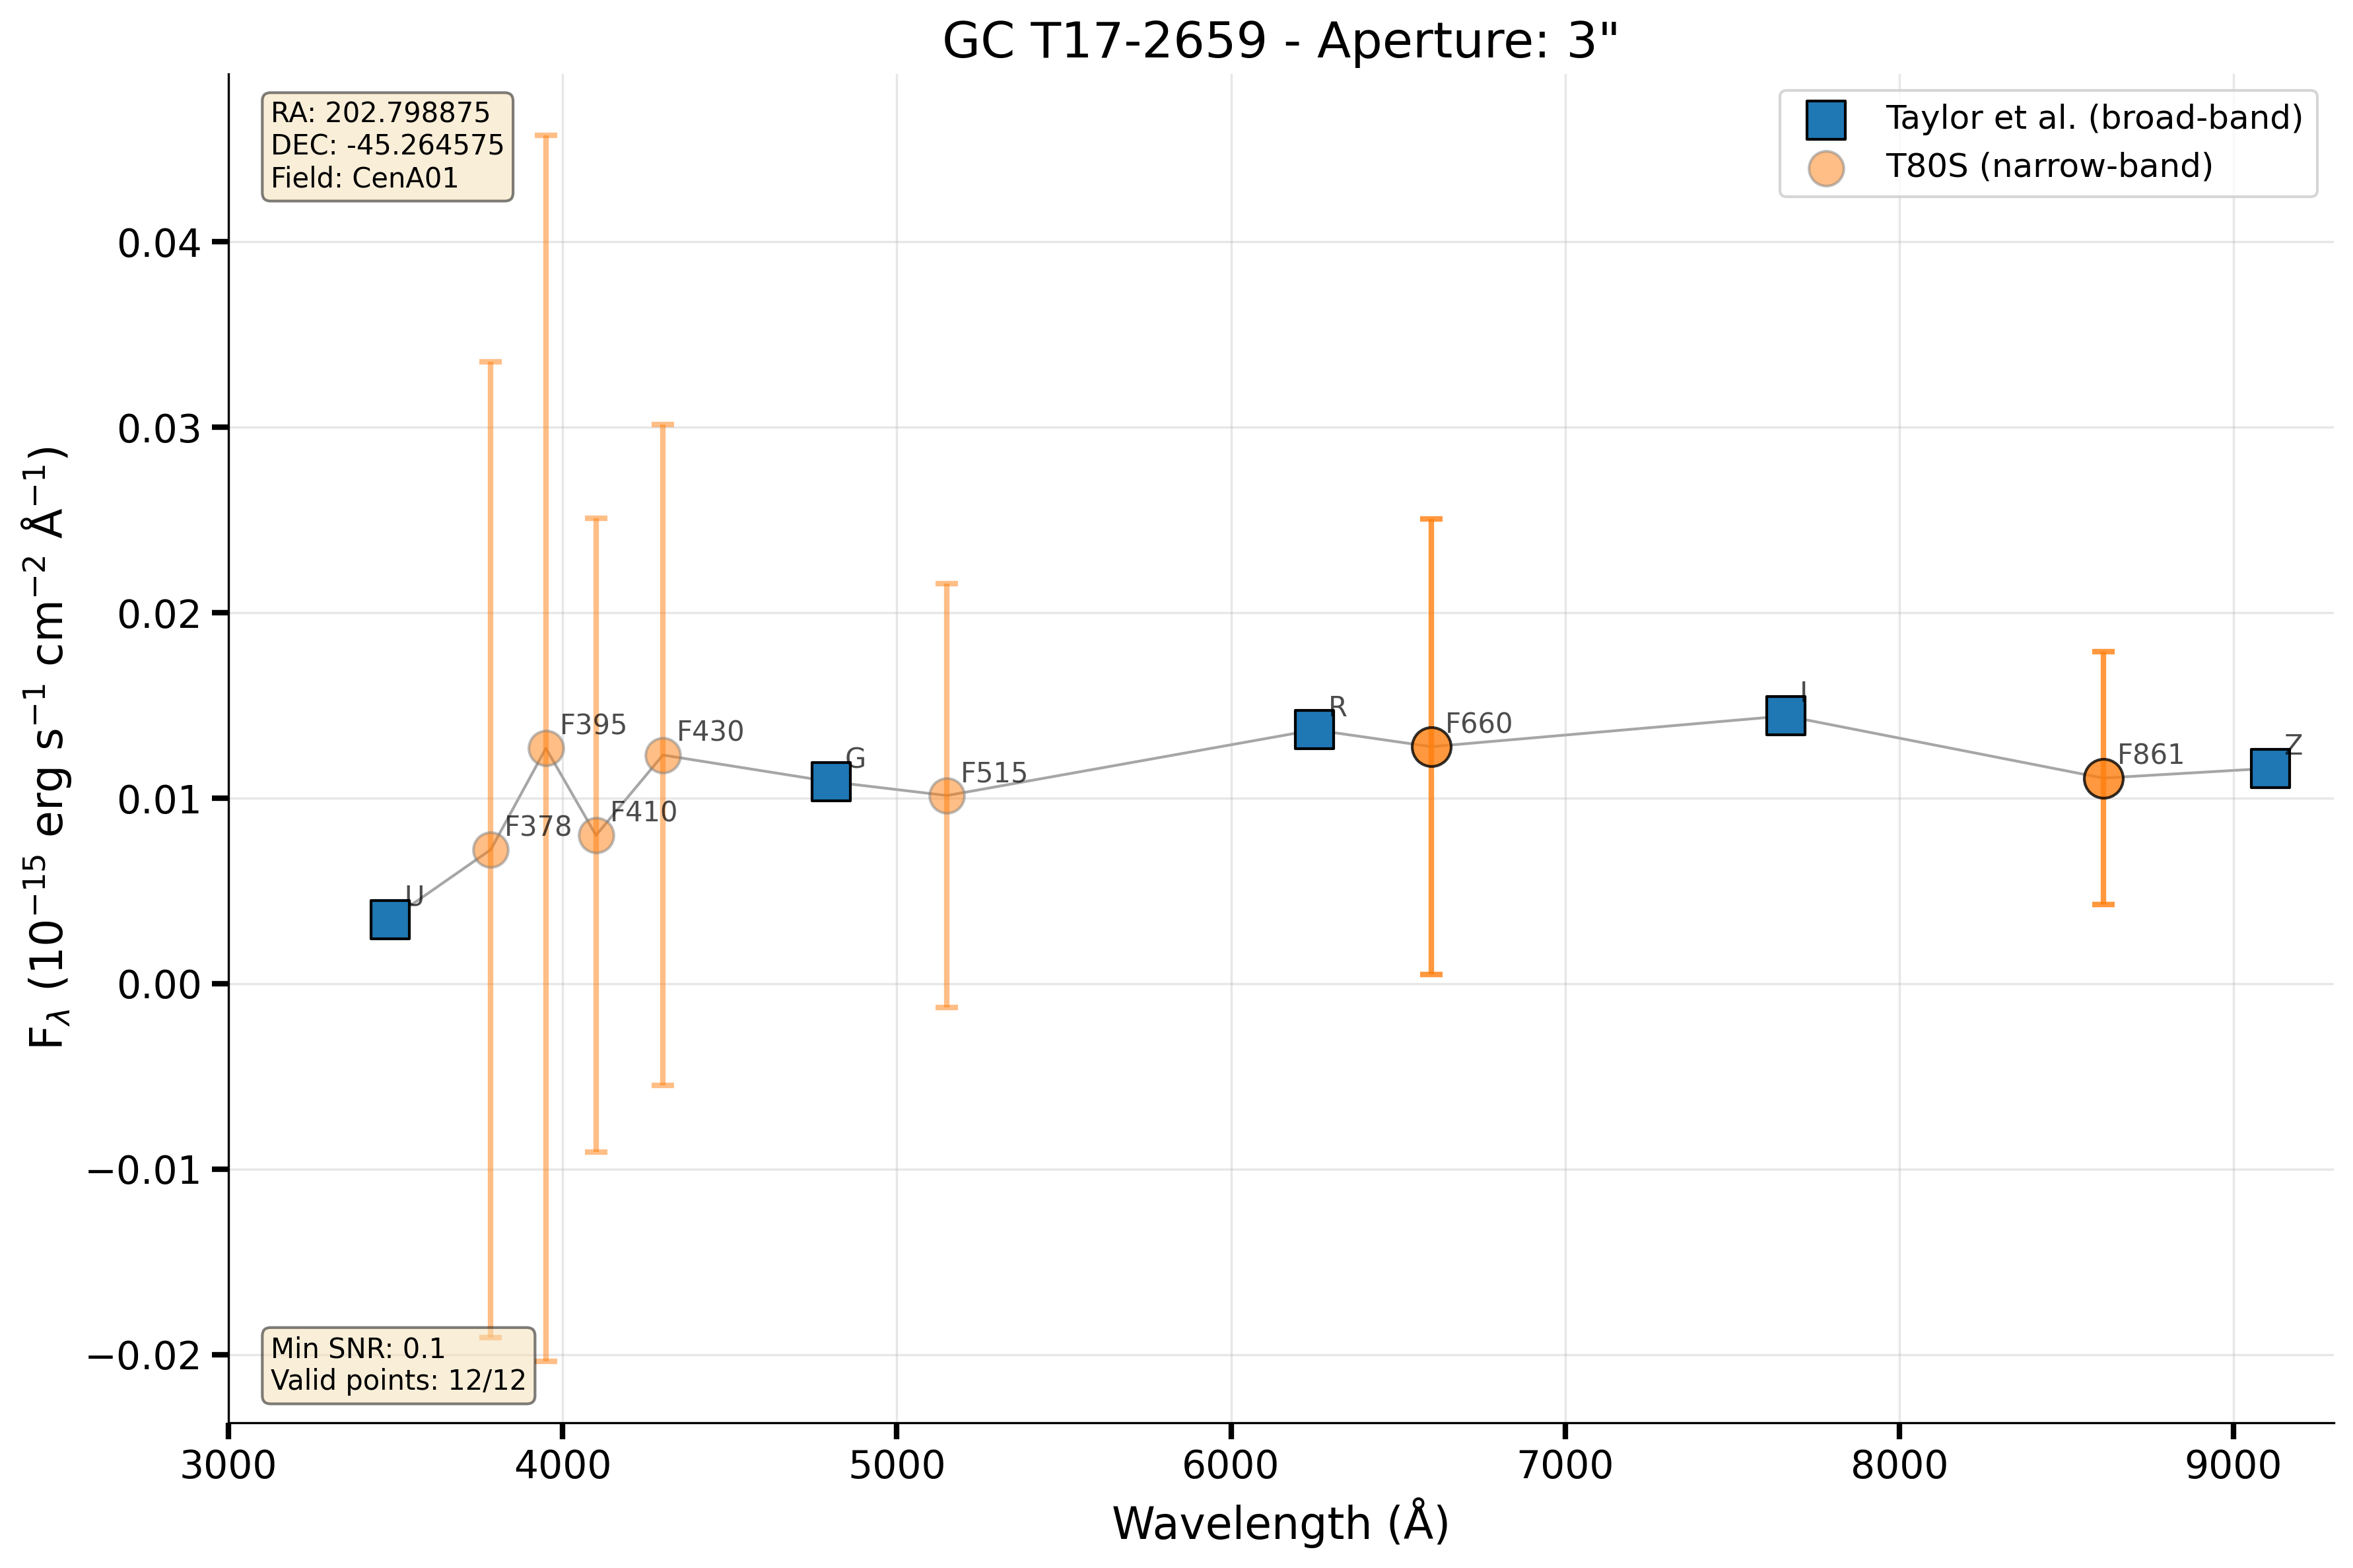 GC T17-2659 - Aperture: 3"
RA: 202.798875
DEC: -45.264575
Field: CenA01
Taylor et al. (broad-band)
T80S (narrow-band)
F_λ (10⁻¹⁵ erg s⁻¹ cm⁻² Å⁻¹)
0.04
0.03
0.02
0.01
0.00
−0.01
−0.02
U
F378
F395
F410
F430
G
F515
R
F660
I
F861
Z
Min SNR: 0.1
Valid points: 12/12
3000 4000 5000 6000 7000 8000 9000
Wavelength (Å)